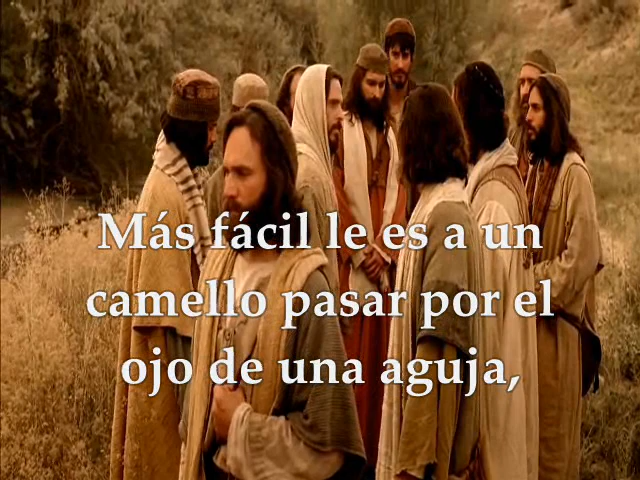 Más fácil le es a un
camello pasar por el
ojo de una aguja,